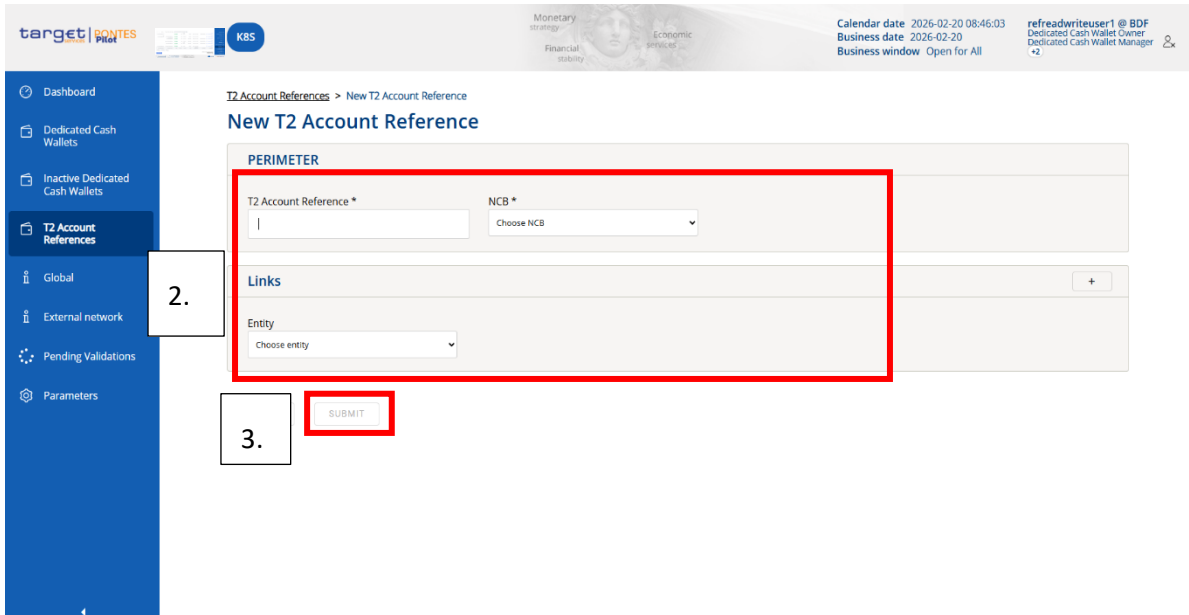 target | PONTES
services Pilot
K8S
Monetary
strategy
Economic
services
Financial
stability
Calendar date 2026-02-20 08:46:03
Business date 2026-02-20
Business window Open for All
refreadwriteuser1 @ BDF
Dedicated Cash Wallet Owner
Dedicated Cash Wallet Manager
+2
Dashboard
Dedicated Cash
Wallets
Inactive Dedicated
Cash Wallets
T2 Account
References
Global
External network
Pending Validations
Parameters
T2 Account References > New T2 Account Reference
New T2 Account Reference
PERIMETER
T2 Account Reference *
NCB *
Choose NCB
2.
Links
+
Entity
Choose entity
3.
SUBMIT